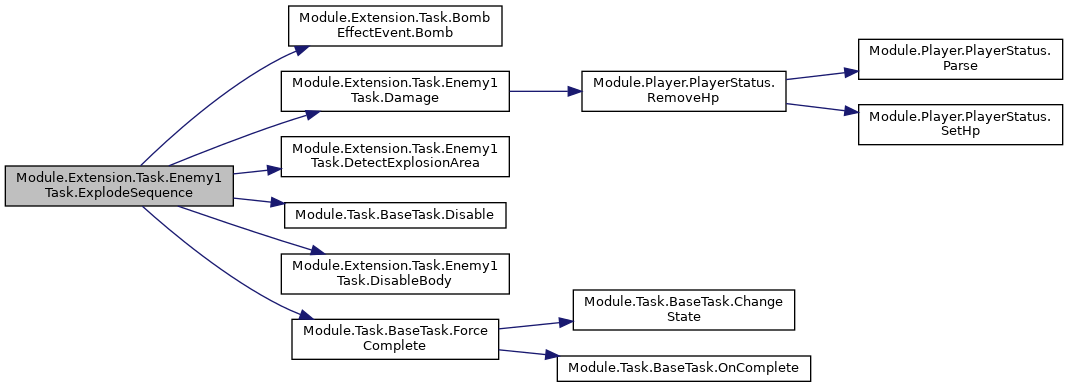 Module.Extension.Task.Enemy1
Task.ExplodeSequence
Module.Extension.Task.Bomb
EffectEvent.Bomb
Module.Extension.Task.Enemy1
Task.Damage
Module.Player.PlayerStatus.
RemoveHp
Module.Player.PlayerStatus.
Parse
Module.Player.PlayerStatus.
SetHp
Module.Extension.Task.Enemy1
Task.DetectExplosionArea
Module.Task.BaseTask.Disable
Module.Extension.Task.Enemy1
Task.DisableBody
Module.Task.BaseTask.Force
Complete
Module.Task.BaseTask.Change
State
Module.Task.BaseTask.OnComplete